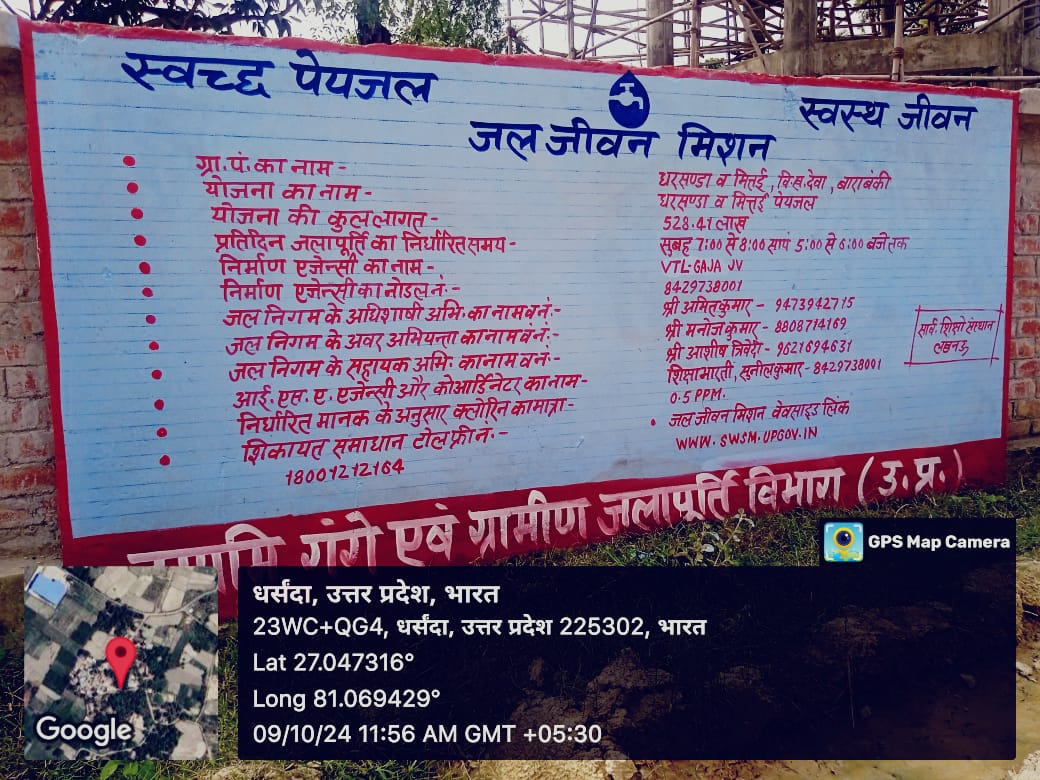 स्वच्छ पेयजल
स्वस्थ जीवन
जल जीवन मिशन
ग्रा.पं. का नाम - धरसण्डा व मित्तई, वि.ख. देवा, बाराबंकी
योजना का नाम - धरसण्डा व मित्तई पेयजल
योजना की कुल लागत - 528.41 लाख
प्रतिदिन जलापूर्ति का निर्धारित समय - सुबह 7:00 से 8:00 सायं 5:00 से 6:00 बजे तक
निर्माण एजेन्सी का नाम - VTL-GAJA JV
निर्माण एजेन्सी का नोडल नं.- 8429738001
जल निगम के अधिशाषी अभि. का नाम व नं.- श्री अमित कुमार - 9473942715
जल निगम के अवर अभियन्ता का नाम व नं.- श्री मनोज कुमार - 8808714169
जल निगम के सहायक अभि. का नाम व नं.- श्री आशीष त्रिवेदी - 9621694631
आई. एस. ए. एजेन्सी और कोआर्डिनेटर का नाम- शिक्षा भारती, सुनील कुमार - 8429738001
निर्धारित मानक के अनुसार क्लोरिन का मात्रा- 0.5 PPM.
शिकायत समाधान टोल फ्री नं.- 18001212164
जल जीवन मिशन वेवसाइड लिंक
WWW.SWSM.UPGOV.IN
सार्व. शिक्षो संस्थान
लखनऊ
नमामि गंगे एवं ग्रामीण जलापूर्ति विभाग (उ.प्र.)
GPS Map Camera
धर्संदा, उत्तर प्रदेश, भारत
23WC+QG4, धर्संदा, उत्तर प्रदेश 225302, भारत
Lat 27.047316°
Long 81.069429°
09/10/24 11:56 AM GMT +05:30
Google